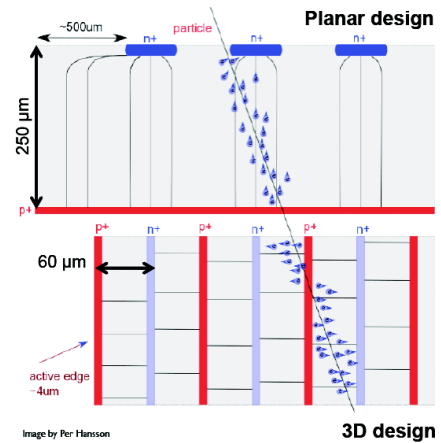 Planar design
~500um
n+
n+
particle
n+
250 µm
p+
p+
n+
p+
n+
p+
n+
60 µm
active edge
~4um
Image by Per Hansson
3D design